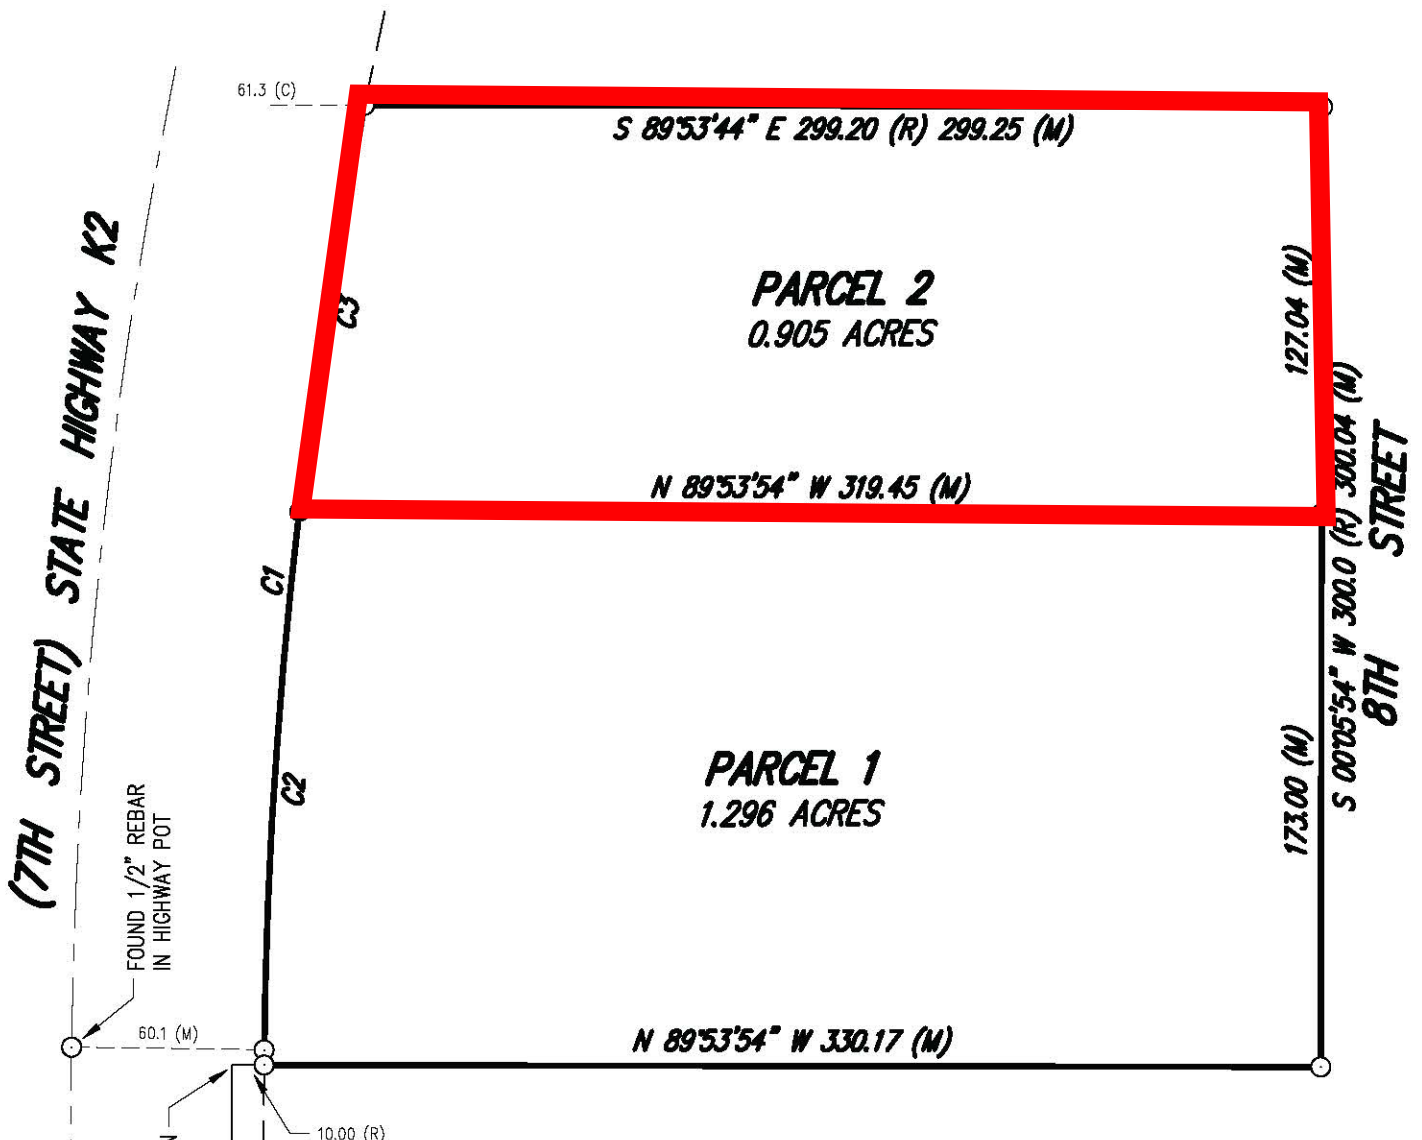 61.3 (C)
S 89°53'44" E 299.20 (R) 299.25 (M)
(7TH STREET) STATE HIGHWAY K2
C3
PARCEL 2
0.905 ACRES
127.04 (M)
N 89°53'54" W 319.45 (M)
S 00°05'54" W 300.0 (R) 300.04 (M)
8TH STREET
C1
C2
PARCEL 1
1.296 ACRES
173.00 (M)
FOUND 1/2" REBAR
IN HIGHWAY POT
60.1 (M)
N 89°53'54" W 330.17 (M)
10.00 (R)